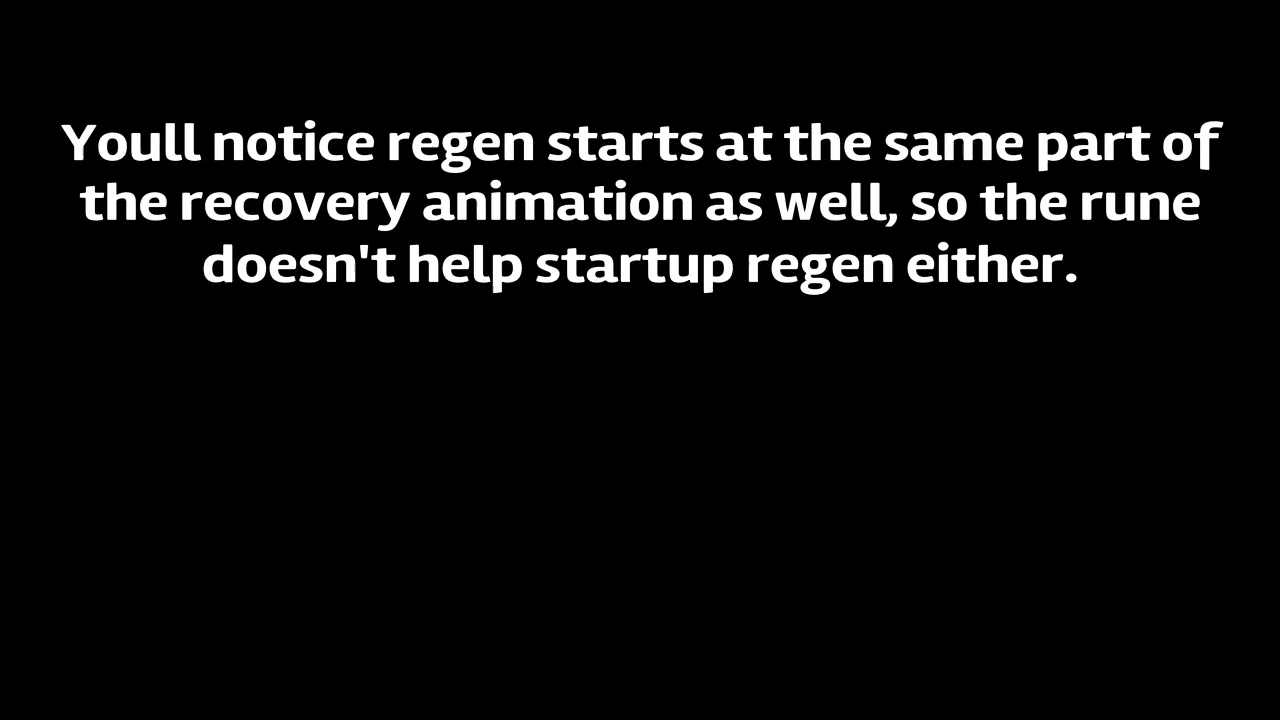 Youll notice regen starts at the same part of
the recovery animation as well, so the rune
doesn't help startup regen either.